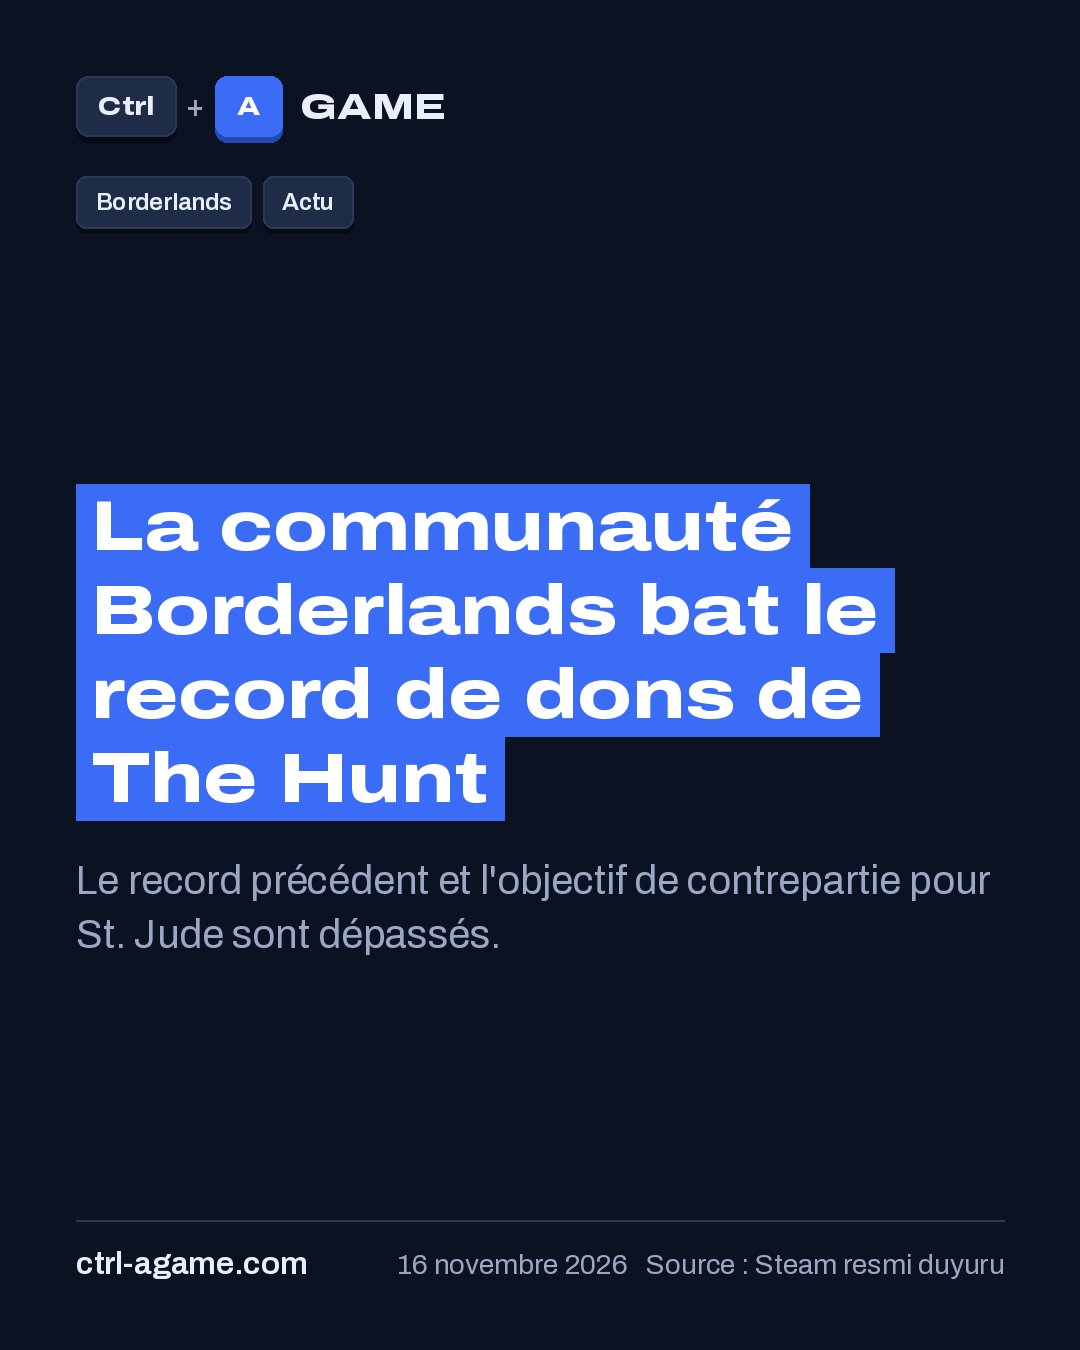 Ctrl + A GAME
Borderlands Actu
La communauté
Borderlands bat le
record de dons de
The Hunt
Le record précédent et l'objectif de contrepartie pour
St. Jude sont dépassés.
ctrl-agame.com 16 novembre 2026 Source : Steam resmi duyuru